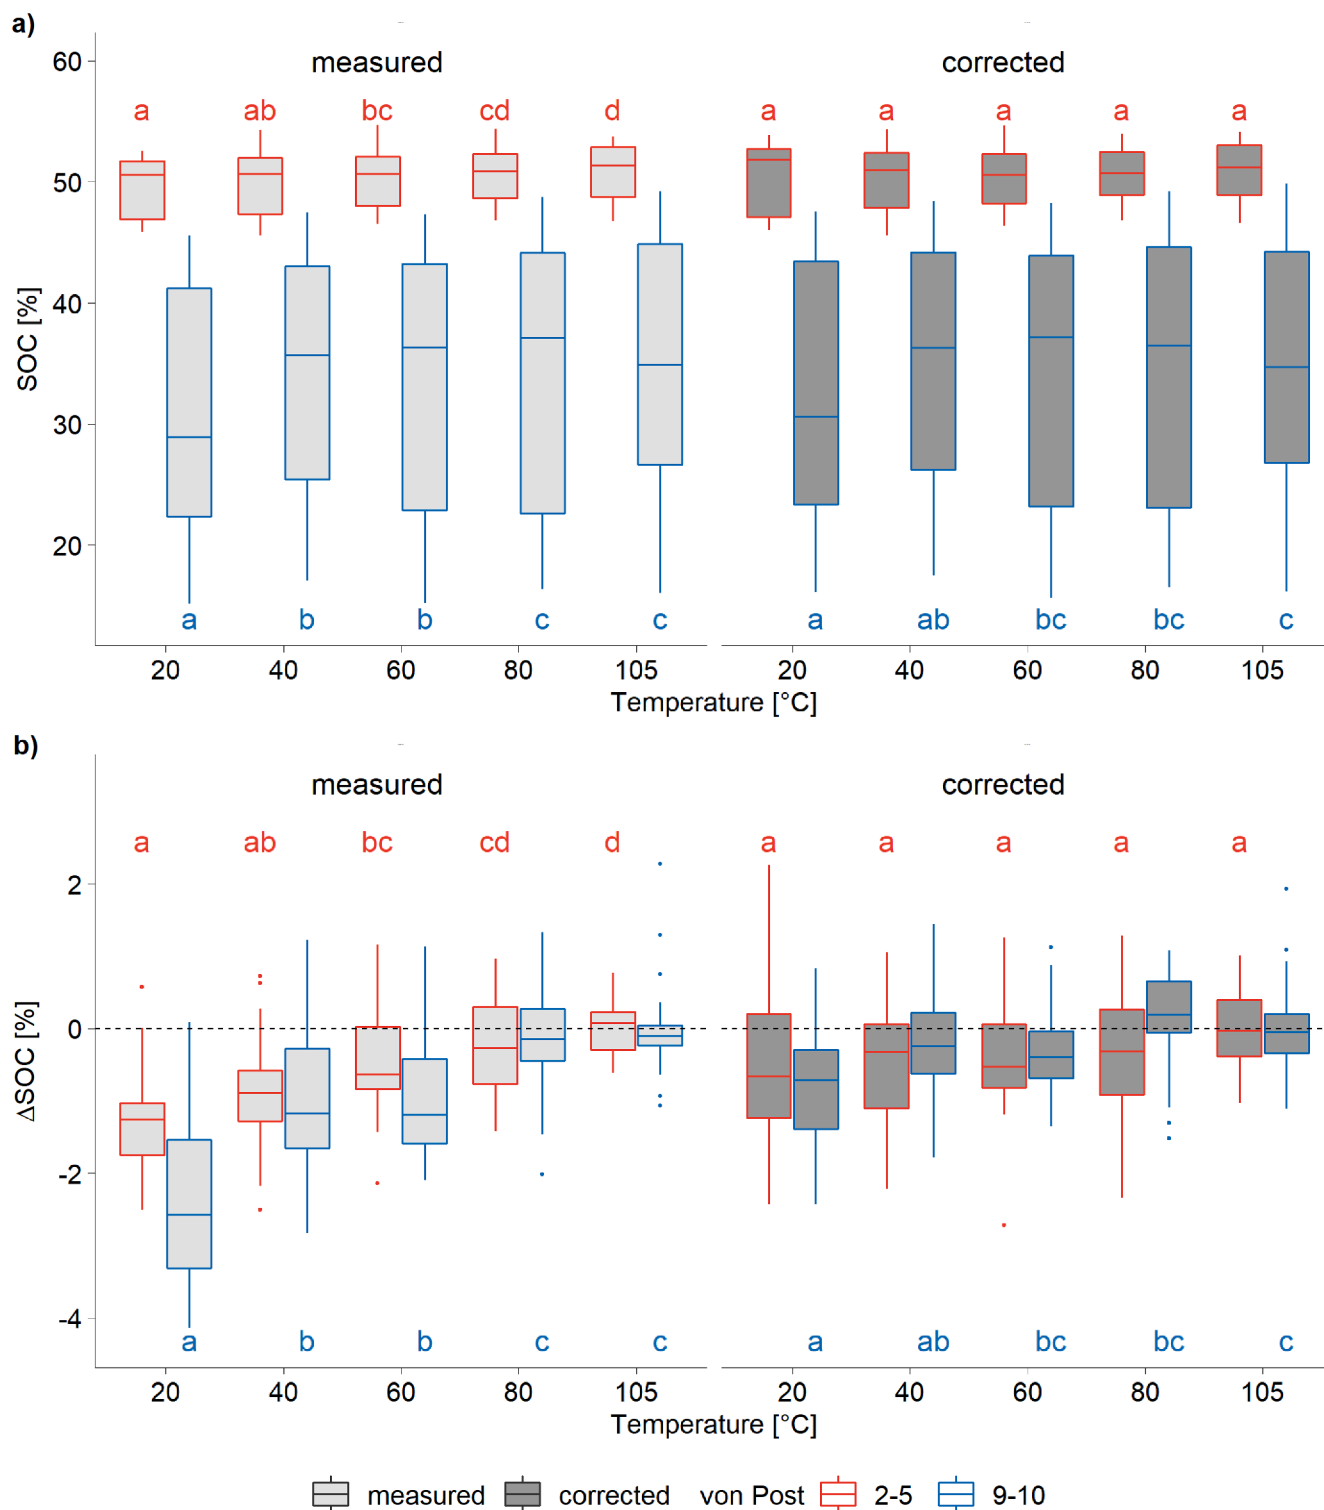 a)
measured corrected
60
a ab bc cd d a a a a a
50
40
30
20
a b b c c a ab bc bc c
20 40 60 80 105 20 40 60 80 105
SOC [%]
Temperature [°C]
b)
measured corrected
a ab bc cd d a a a a a
2
0
-2
-4
a b b c c a ab bc bc c
20 40 60 80 105 20 40 60 80 105
ΔSOC [%]
Temperature [°C]
measured corrected von Post 2-5 9-10